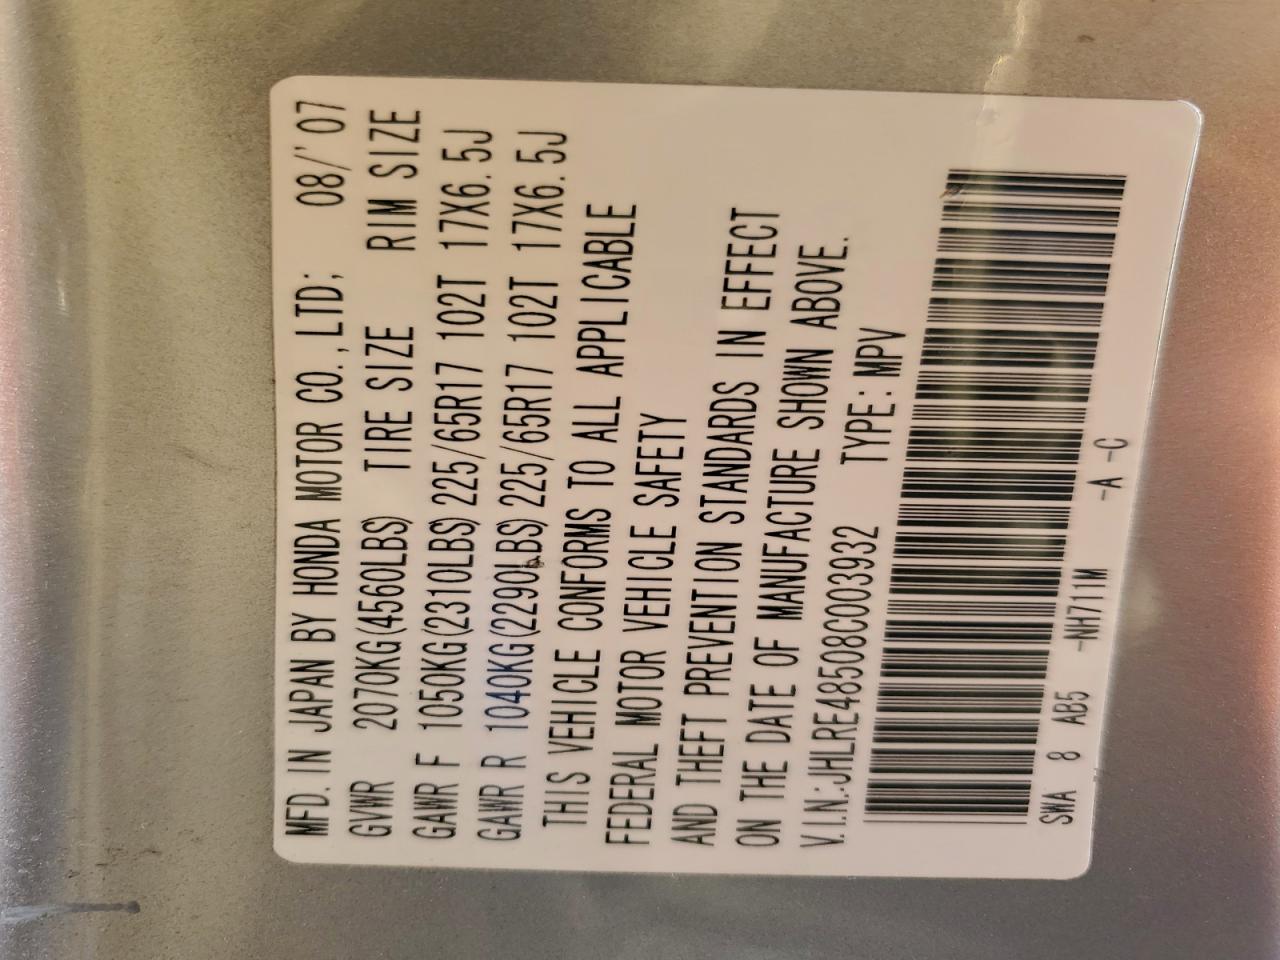 MFD. IN JAPAN BY HONDA MOTOR CO., LTD; 08/'07
GVWR 2070KG(4560LBS) TIRE SIZE RIM SIZE
GAWR F 1050KG(2310LBS) 225/65R17 102T 17X6.5J
GAWR R 1040KG(2290LBS) 225/65R17 102T 17X6.5J
THIS VEHICLE CONFORMS TO ALL APPLICABLE
FEDERAL MOTOR VEHICLE SAFETY
AND THEFT PREVENTION STANDARDS IN EFFECT
ON THE DATE OF MANUFACTURE SHOWN ABOVE.
V.I.N.:JHLRE48508C003932 TYPE: MPV
SWA 8 AB5 -NH711M -A -C